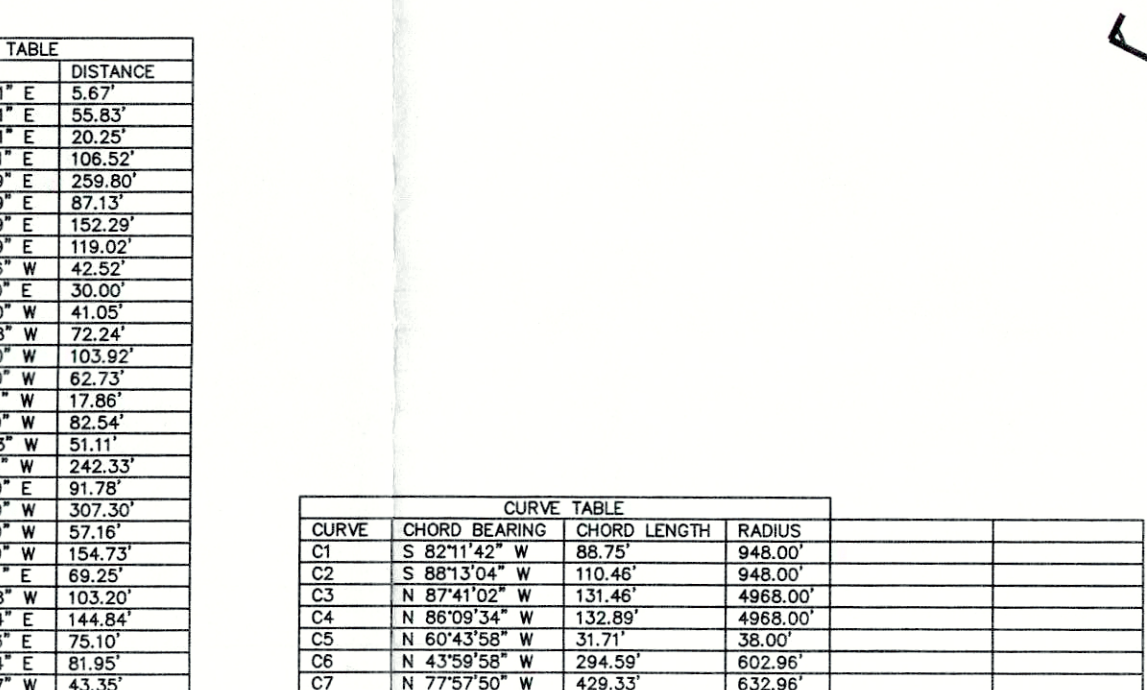 TABLE
DISTANCE
" E 5.67'
" E 55.83'
" E 20.25'
" E 106.52'
" E 259.80'
" E 87.13'
" E 152.29'
" E 119.02'
" W 42.52'
" E 30.00'
" W 41.05'
" W 72.24'
" W 103.92'
" W 62.73'
" W 17.86'
" W 82.54'
" W 51.11'
" W 242.33'
" E 91.78'
" W 307.30'
" W 57.16'
" W 154.73'
" E 69.25'
" W 103.20'
" E 144.84'
" E 75.10'
" E 81.95'
" W 43.35'
CURVE TABLE
CURVE CHORD BEARING CHORD LENGTH RADIUS
C1 S 82°11'42" W 88.75' 948.00'
C2 S 88°13'04" W 110.46' 948.00'
C3 N 87°41'02" W 131.46' 4968.00'
C4 N 86°09'34" W 132.89' 4968.00'
C5 N 60°43'58" W 31.71' 38.00'
C6 N 43°59'58" W 294.59' 602.96'
C7 N 77°57'50" W 429.33' 632.96'